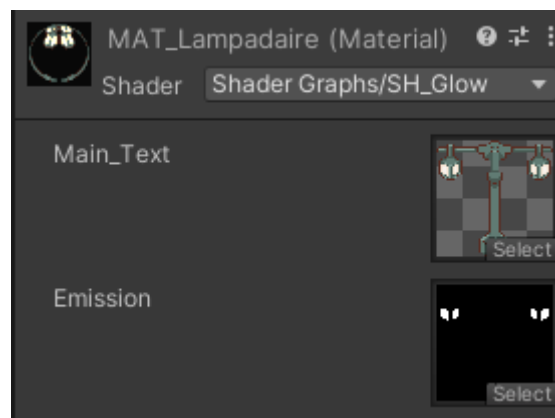 MAT_Lampadaire (Material)
Shader Shader Graphs/SH_Glow
Main_Text
Select
Emission
Select